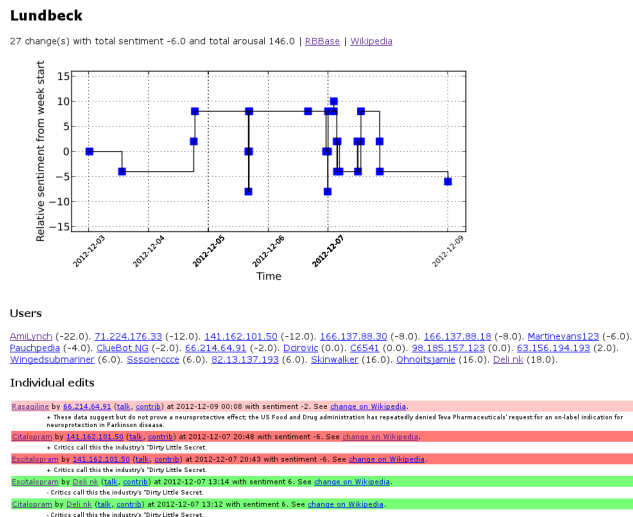 Lundbeck
27 change(s) with total sentiment -6.0 and total arousal 146.0 | RBBase | Wikipedia
Relative sentiment from week start
15
10
5
0
−5
−10
−15
2012-12-03
2012-12-04
2012-12-05
2012-12-06
2012-12-07
2012-12-09
Time
Users
AmiLynch (-22.0). 71.224.176.33 (-12.0). 141.162.101.50 (-12.0). 166.137.88.30 (-8.0). 166.137.88.18 (-8.0). Martinevans123 (-6.0).
Pauchpedia (-4.0). ClueBot NG (-2.0). 66.214.64.91 (-2.0). Dcirovic (0.0). C6541 (0.0). 98.185.157.123 (0.0). 63.156.194.193 (2.0).
Wingedsubmariner (6.0). Ssscienccce (6.0). 82.13.137.193 (6.0). Skinwalker (16.0). OhnoitsJamie (16.0). Deli nk (18.0).
Individual edits
Rasagiline by 66.214.64.91 (talk, contrib) at 2012-12-09 00:08 with sentiment -2. See change on Wikipedia.
+ These data suggest but do not prove a neuroprotective effect; the US Food and Drug administration has repeatedly denied Teva Pharmaceuticals' request for an on-label indication for
neuroprotection in Parkinson disease.
Citalopram by 141.162.101.50 (talk, contrib) at 2012-12-07 20:48 with sentiment -6. See change on Wikipedia.
+ Critics call this the industry's "Dirty Little Secret.
Escitalopram by 141.162.101.50 (talk, contrib) at 2012-12-07 20:43 with sentiment -6. See change on Wikipedia.
+ Critics call this the industry's "Dirty Little Secret.
Escitalopram by Deli nk (talk, contrib) at 2012-12-07 13:14 with sentiment 6. See change on Wikipedia.
- Critics call this the industry's "Dirty Little Secret.
Citalopram by Deli nk (talk, contrib) at 2012-12-07 13:12 with sentiment 6. See change on Wikipedia.
- Critics call this the industry's "Dirty Little Secret.